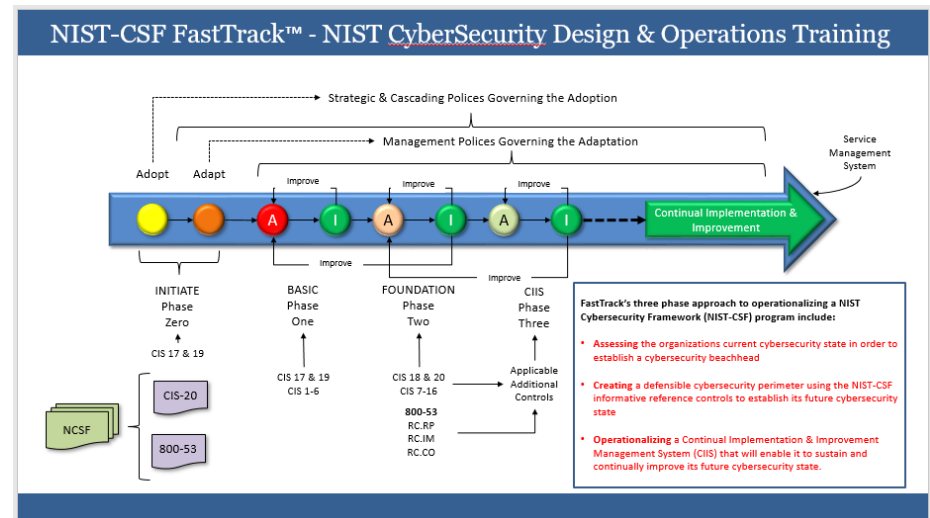 NIST-CSF FastTrack™ - NIST CyberSecurity Design & Operations Training
Strategic & Cascading Polices Governing the Adoption
Management Polices Governing the Adaptation
Service
Management
System
Adopt
Adapt
Improve
Improve
Improve
A
I
A
I
A
I
Continual Implementation &
Improvement
Improve
Improve
INITIATE
Phase
Zero
BASIC
Phase
One
FOUNDATION
Phase
Two
CIIS
Phase
Three
CIS 17 & 19
CIS 17 & 19
CIS 1-6
CIS 18 & 20
CIS 7-16
800-53
RC.RP
RC.IM
RC.CO
Applicable
Additional
Controls
NCSF
CIS-20
800-53
FastTrack's three phase approach to operationalizing a NIST
Cybersecurity Framework (NIST-CSF) program include:
• Assessing the organizations current cybersecurity state in order to
establish a cybersecurity beachhead
• Creating a defensible cybersecurity perimeter using the NIST-CSF
informative reference controls to establish its future cybersecurity
state
• Operationalizing a Continual Implementation & Improvement
Management System (CIIS) that will enable it to sustain and
continually improve its future cybersecurity state.